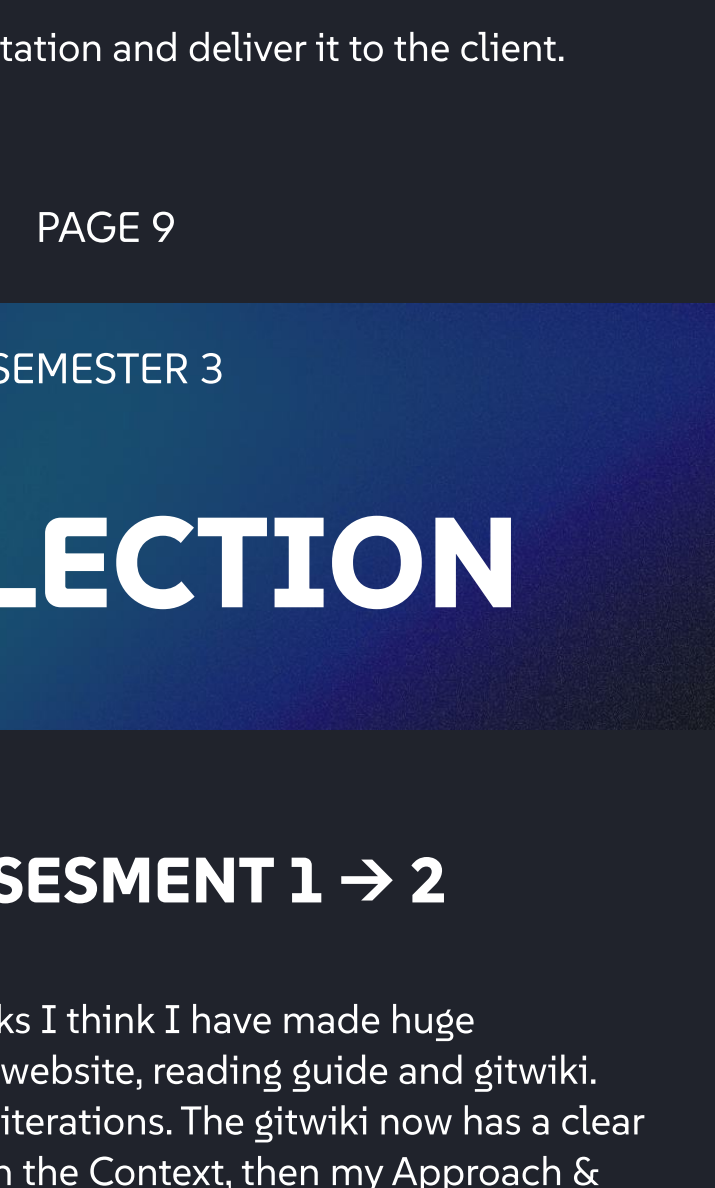 tation and deliver it to the client.
PAGE 9
SEMESTER 3
LECTION
SESMENT 1 → 2
ks I think I have made huge
website, reading guide and gitwiki.
iterations. The gitwiki now has a clear
n the Context, then my Approach &